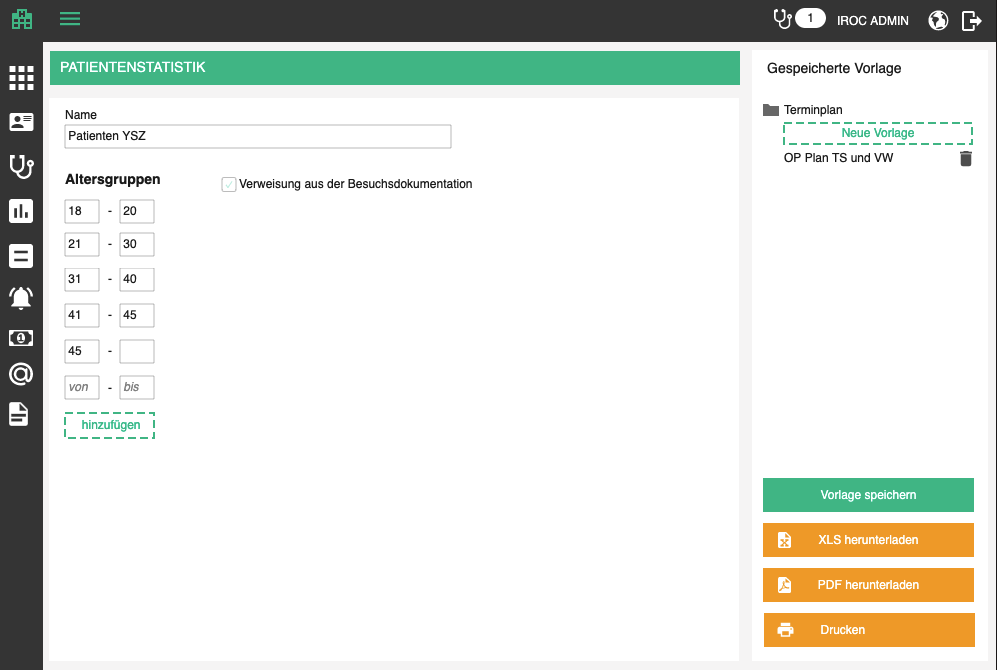 1 IROC ADMIN
PATIENTENSTATISTIK
Name
Patienten YSZ
Altersgruppen
Verweisung aus der Besuchsdokumentation
18 - 20
21 - 30
31 - 40
41 - 45
45 -
von - bis
hinzufügen
Gespeicherte Vorlage
Terminplan
Neue Vorlage
OP Plan TS und VW
Vorlage speichern
XLS herunterladen
PDF herunterladen
Drucken